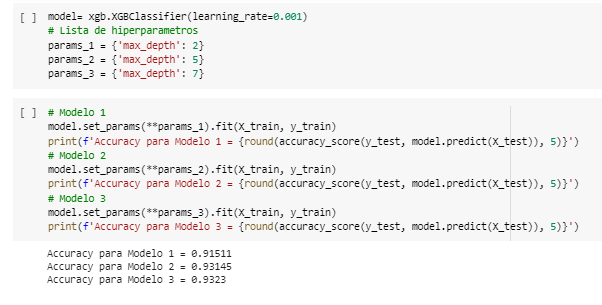 [ ] model= xgb.XGBClassifier(learning_rate=0.001)
# Lista de hiperparametros
params_1 = {'max_depth': 2}
params_2 = {'max_depth': 5}
params_3 = {'max_depth': 7}
[ ] # Modelo 1
model.set_params(**params_1).fit(X_train, y_train)
print(f'Accuracy para Modelo 1 = {round(accuracy_score(y_test, model.predict(X_test)), 5)}')
# Modelo 2
model.set_params(**params_2).fit(X_train, y_train)
print(f'Accuracy para Modelo 2 = {round(accuracy_score(y_test, model.predict(X_test)), 5)}')
# Modelo 3
model.set_params(**params_3).fit(X_train, y_train)
print(f'Accuracy para Modelo 3 = {round(accuracy_score(y_test, model.predict(X_test)), 5)}')
Accuracy para Modelo 1 = 0.91511
Accuracy para Modelo 2 = 0.93145
Accuracy para Modelo 3 = 0.9323